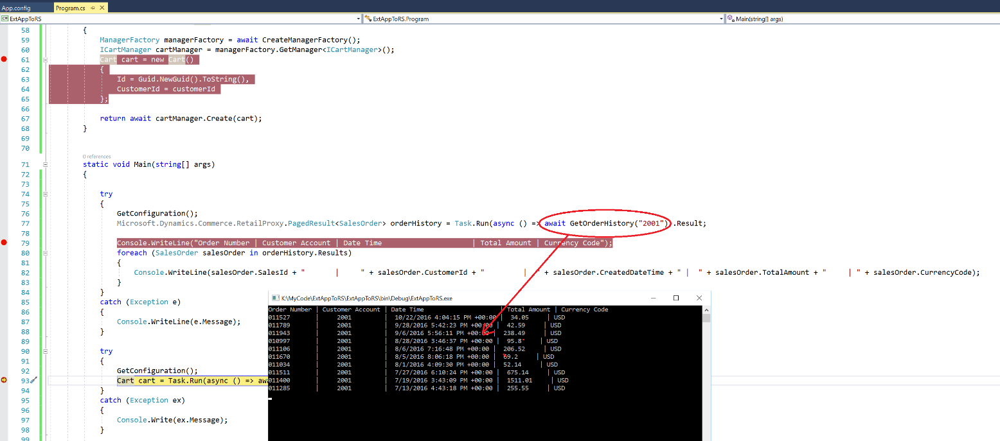 App.config
Program.cs
ExtAppToRS
ExtAppToRS.Program
Main(string[] args)
58 {
59 ManagerFactory managerFactory = await CreateManagerFactory();
60 ICartManager cartManager = managerFactory.GetManager<ICartManager>();
61 Cart cart = new Cart()
62 {
63 Id = Guid.NewGuid().ToString(),
64 CustomerId = customerId
65 };
66
67 return await cartManager.Create(cart);
68 }
69
70
0 references
71 static void Main(string[] args)
72 {
73
74 try
75 {
76 GetConfiguration();
77 Microsoft.Dynamics.Commerce.RetailProxy.PagedResult<SalesOrder> orderHistory = Task.Run(async () => await GetOrderHistory("2001") .Result;
78
79 Console.WriteLine("Order Number | Customer Account | Date Time | Total Amount | Currency Code");
80 foreach (SalesOrder salesOrder in orderHistory.Results)
81 {
82 Console.WriteLine(salesOrder.SalesId + " | " + salesOrder.CustomerId + " | " + salesOrder.CreatedDateTime + " | " + salesOrder.TotalAmount + " | " + salesOrder.CurrencyCode);
83 }
84 }
85 catch (Exception e)
86 {
87 Console.WriteLine(e.Message);
88 }
89
90 try
91 {
92 GetConfiguration();
93 Cart cart = Task.Run(async () =>
94 }
95 catch (Exception ex)
96 {
97 Console.Write(ex.Message);
98 }
99
K:\MyCode\ExtAppToRS\ExtAppToRS\bin\Debug\ExtAppToRS.exe
Order Number | Customer Account | Date Time | Total Amount | Currency Code
011527 | 2001 | 10/22/2016 4:04:15 PM +00:00 | 34.05 | USD
011789 | 2001 | 9/28/2016 5:42:23 PM +00:00 | 42.59 | USD
011943 | 2001 | 9/6/2016 5:56:11 PM +00:00 | 238.49 | USD
010997 | 2001 | 8/28/2016 3:46:37 PM +00:00 | 95.8 | USD
011106 | 2001 | 8/6/2016 7:16:48 PM +00:00 | 206.52 | USD
011670 | 2001 | 8/5/2016 8:06:18 PM +00:00 | 69.2 | USD
011034 | 2001 | 8/1/2016 4:09:30 PM +00:00 | 52.14 | USD
011511 | 2001 | 7/27/2016 6:10:24 PM +00:00 | 675.14 | USD
011400 | 2001 | 7/19/2016 3:43:09 PM +00:00 | 1511.01 | USD
011285 | 2001 | 7/13/2016 4:43:18 PM +00:00 | 255.55 | USD